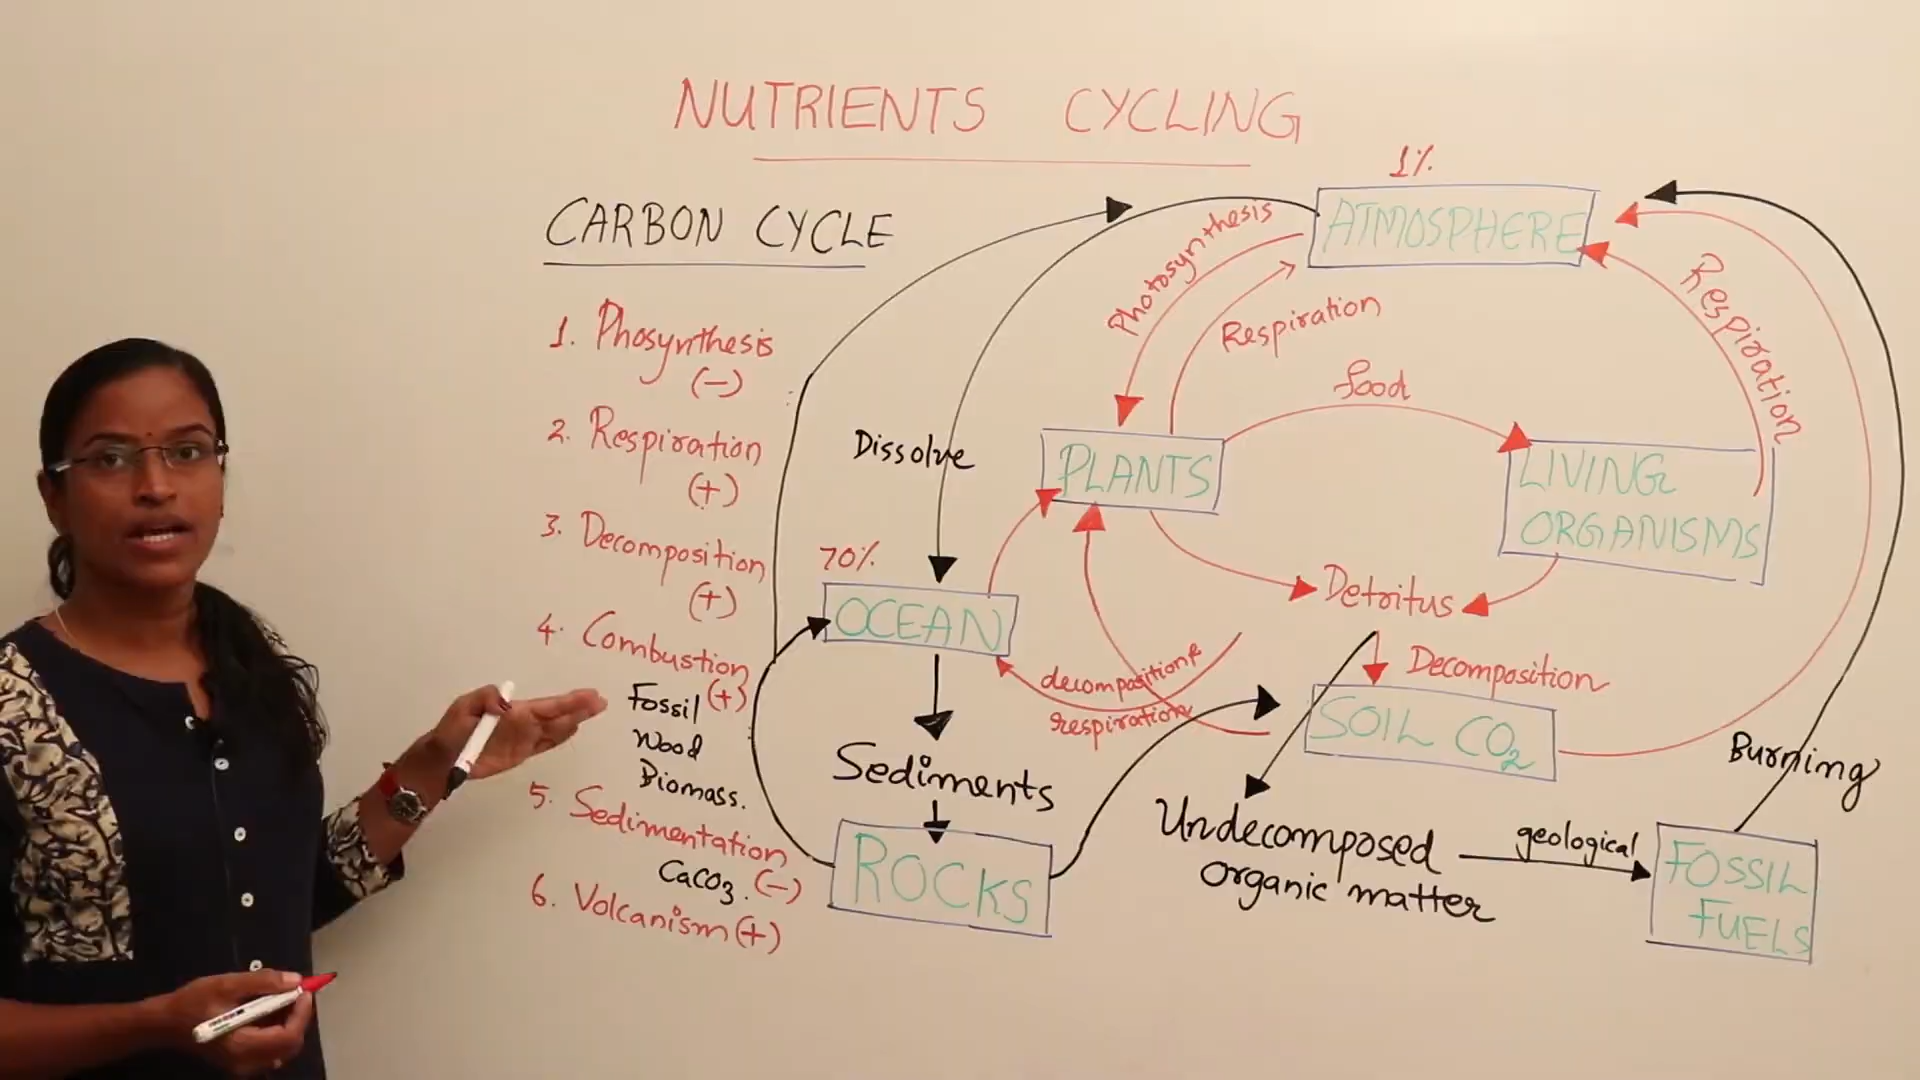 NUTRIENTS CYCLING
CARBON CYCLE
1. Phosynthesis
(-)
2. Respiration
(+)
3. Decomposition
(+)
4. Combustion
(+)
Fossil
Wood
Biomass.
5. Sedimentation
CaCO3. (-)
6. Volcanism (+)
1%
ATMOSPHERE
Photosynthesis
Respiration
Respiration
food
Dissolve
PLANTS
LIVING
ORGANISMS
70%
OCEAN
Detritus
decomposition &
respiration
Decomposition
SOIL CO2
Sediments
Burning
ROCKS
Undecomposed
organic matter
geological
FOSSIL
FUELS